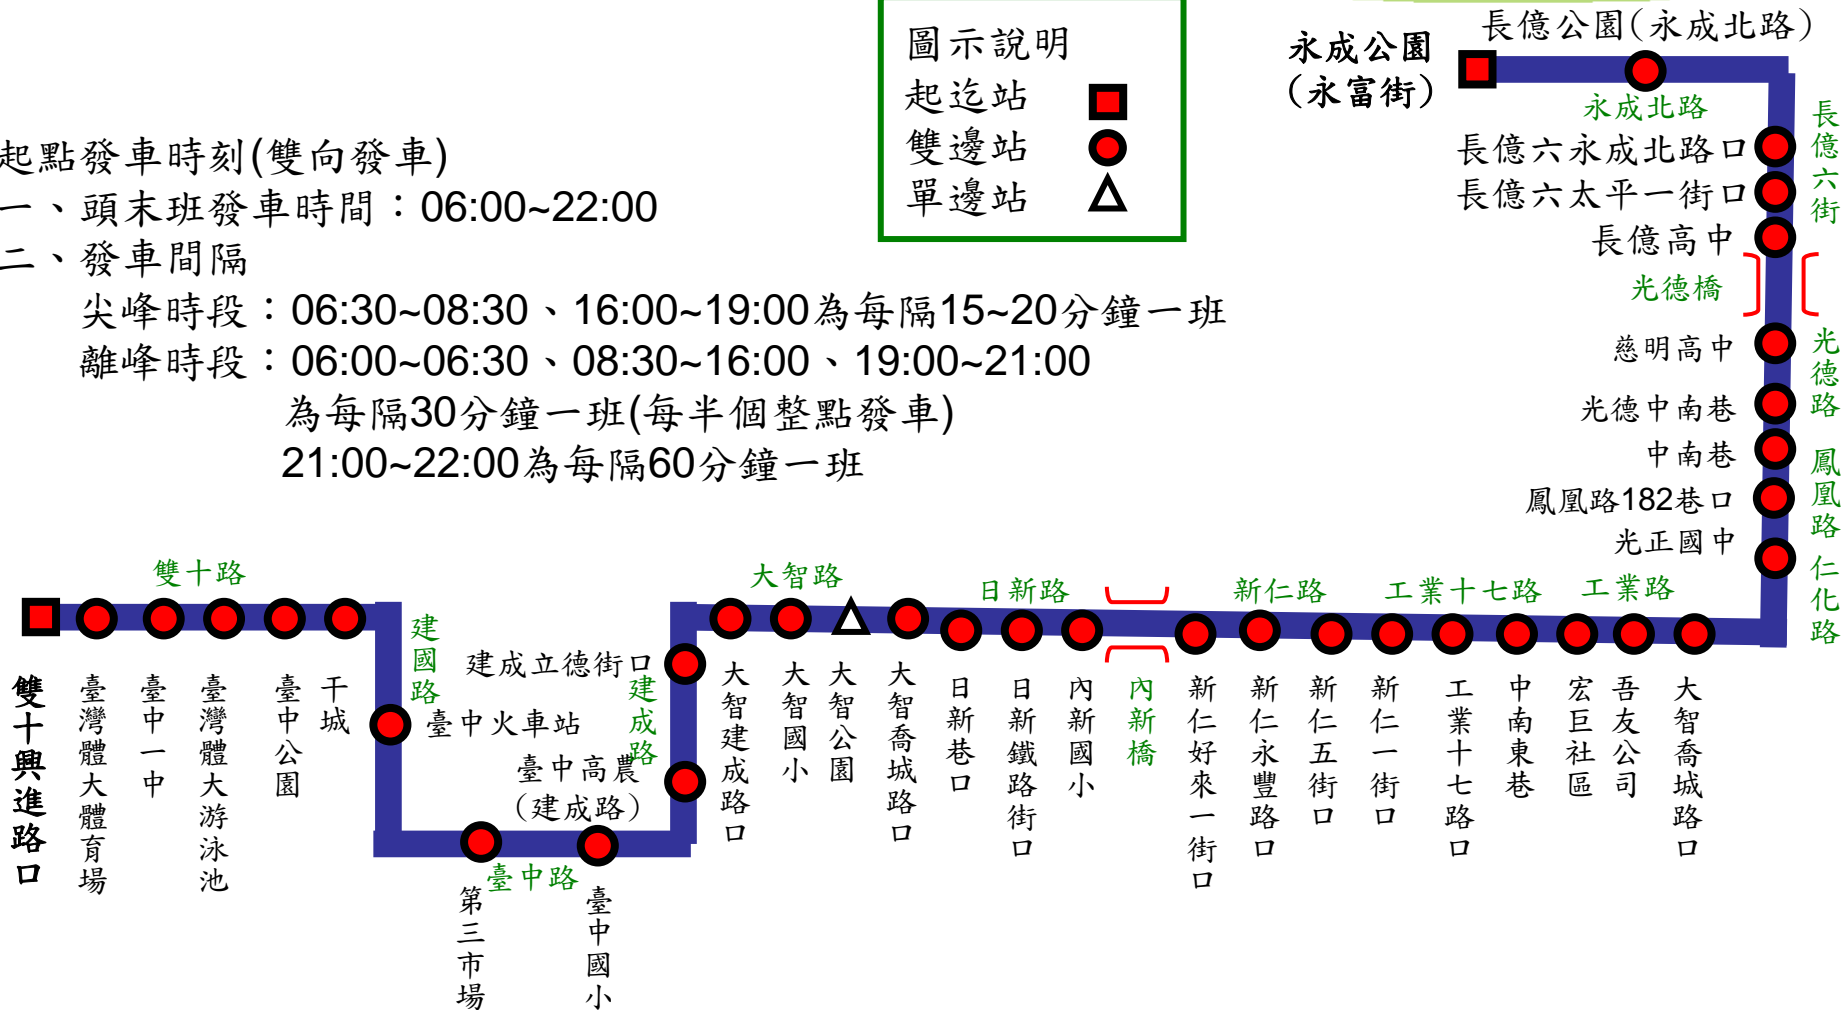 圖示說明
起迄站
雙邊站
單邊站
起點發車時刻(雙向發車)
一、頭末班發車時間：06:00~22:00
二、發車間隔
尖峰時段：06:30~08:30、16:00~19:00為每隔15~20分鐘一班
離峰時段：06:00~06:30、08:30~16:00、19:00~21:00
為每隔30分鐘一班(每半個整點發車)
21:00~22:00為每隔60分鐘一班
永成公園
(永富街)
長億公園(永成北路)
永成北路
長億六街
長億六永成北路口
長億六太平一街口
長億高中
光德橋
慈明高中
光德路
光德中南巷
中南巷
鳳凰路
鳳凰路182巷口
光正國中
仁化路
雙十路
建國路
建成路
臺中路
大智路
日新路
新仁路
工業十七路
工業路
雙十興進路口
臺灣體大體育場
臺中一中
臺灣體大游泳池
臺中公園
干城
臺中火車站
第三市場
臺中國小
臺中高農
(建成路)
建成立德街口
大智建成路口
大智國小
大智公園
大智喬城路口
日新巷口
日新鐵路街口
內新國小
內新橋
新仁好來一街口
新仁永豐路口
新仁五街口
新仁一街口
工業十七路口
中南東巷
宏巨社區
吾友公司
大智喬城路口